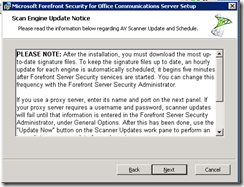 Microsoft Forefront Security for Office Communications Server Setup
Scan Engine Update Notice
Please read the information below regarding AV Scanner Update and Schedule.
PLEASE NOTE: After the installation, you must download the most up-
to-date signature files. To keep the signature files up to date, an hourly
update for each engine is automatically scheduled, it begins five minutes
after Forefront Server Security services are started. You can change this
frequency with the Forefront Server Security Administrator.
If you use a proxy server, enter its name and port on the next panel. If
your proxy server requires a username and password, scanner updates
will fail until that information is entered in the Forefront Server Security
Administrator, under General Options. After this has been done, use the
"Update Now" button on the Scanner Updates work pane to perform an
Back
Next
Cancel